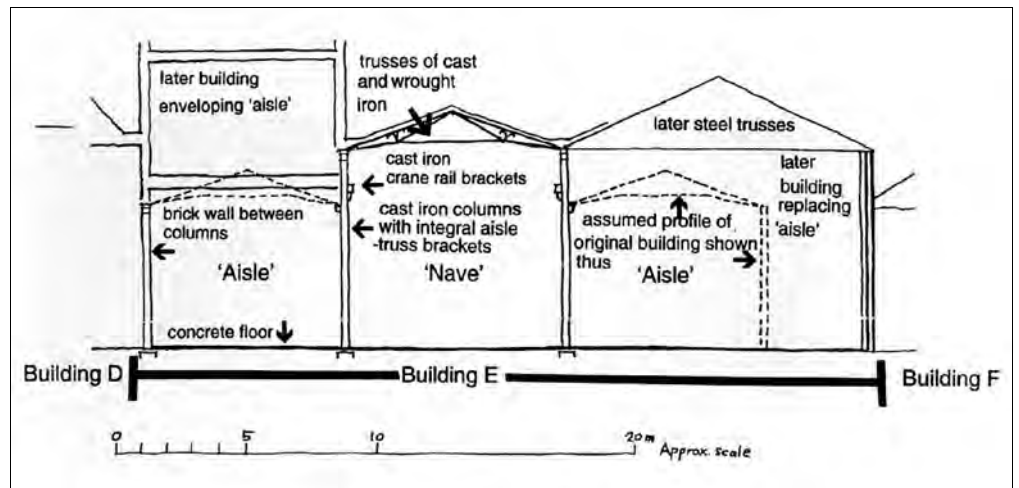 later building
enveloping 'aisle'
trusses of cast
and wrought
iron
later steel trusses
cast iron
crane rail brackets
later
building
replacing
'aisle'
brick wall between
columns
cast iron columns
with integral aisle
-truss brackets
assumed profile of
original building shown
thus
'Aisle'
'Nave'
'Aisle'
concrete floor
Building D
Building E
Building F
0 5 10 20m
Approx. scale